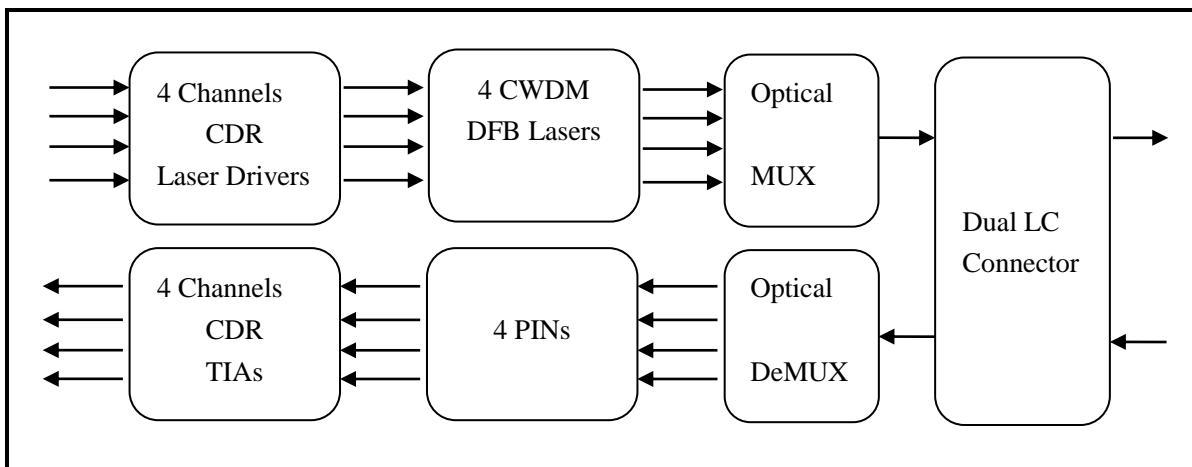 4 Channels
CDR
Laser Drivers
4 CWDM
DFB Lasers
Optical
MUX
Dual LC
Connector
4 Channels
CDR
TIAs
4 PINs
Optical
DeMUX